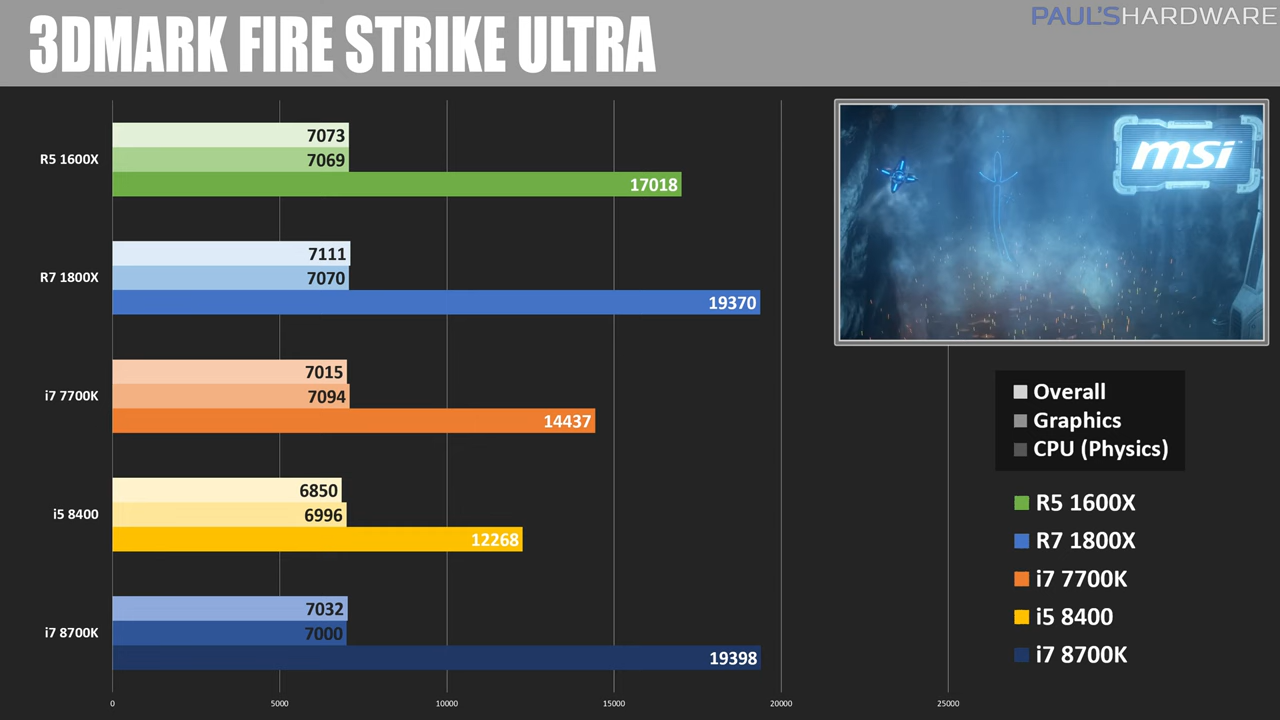 PAUL'SHARDWARE
3DMARK FIRE STRIKE ULTRA
R5 1600X
7073
7069
17018
R7 1800X
7111
7070
19370
i7 7700K
7015
7094
14437
i5 8400
6850
6996
12268
i7 8700K
7032
7000
19398
0
5000
10000
15000
20000
25000
msi
Overall
Graphics
CPU (Physics)
R5 1600X
R7 1800X
i7 7700K
i5 8400
i7 8700K